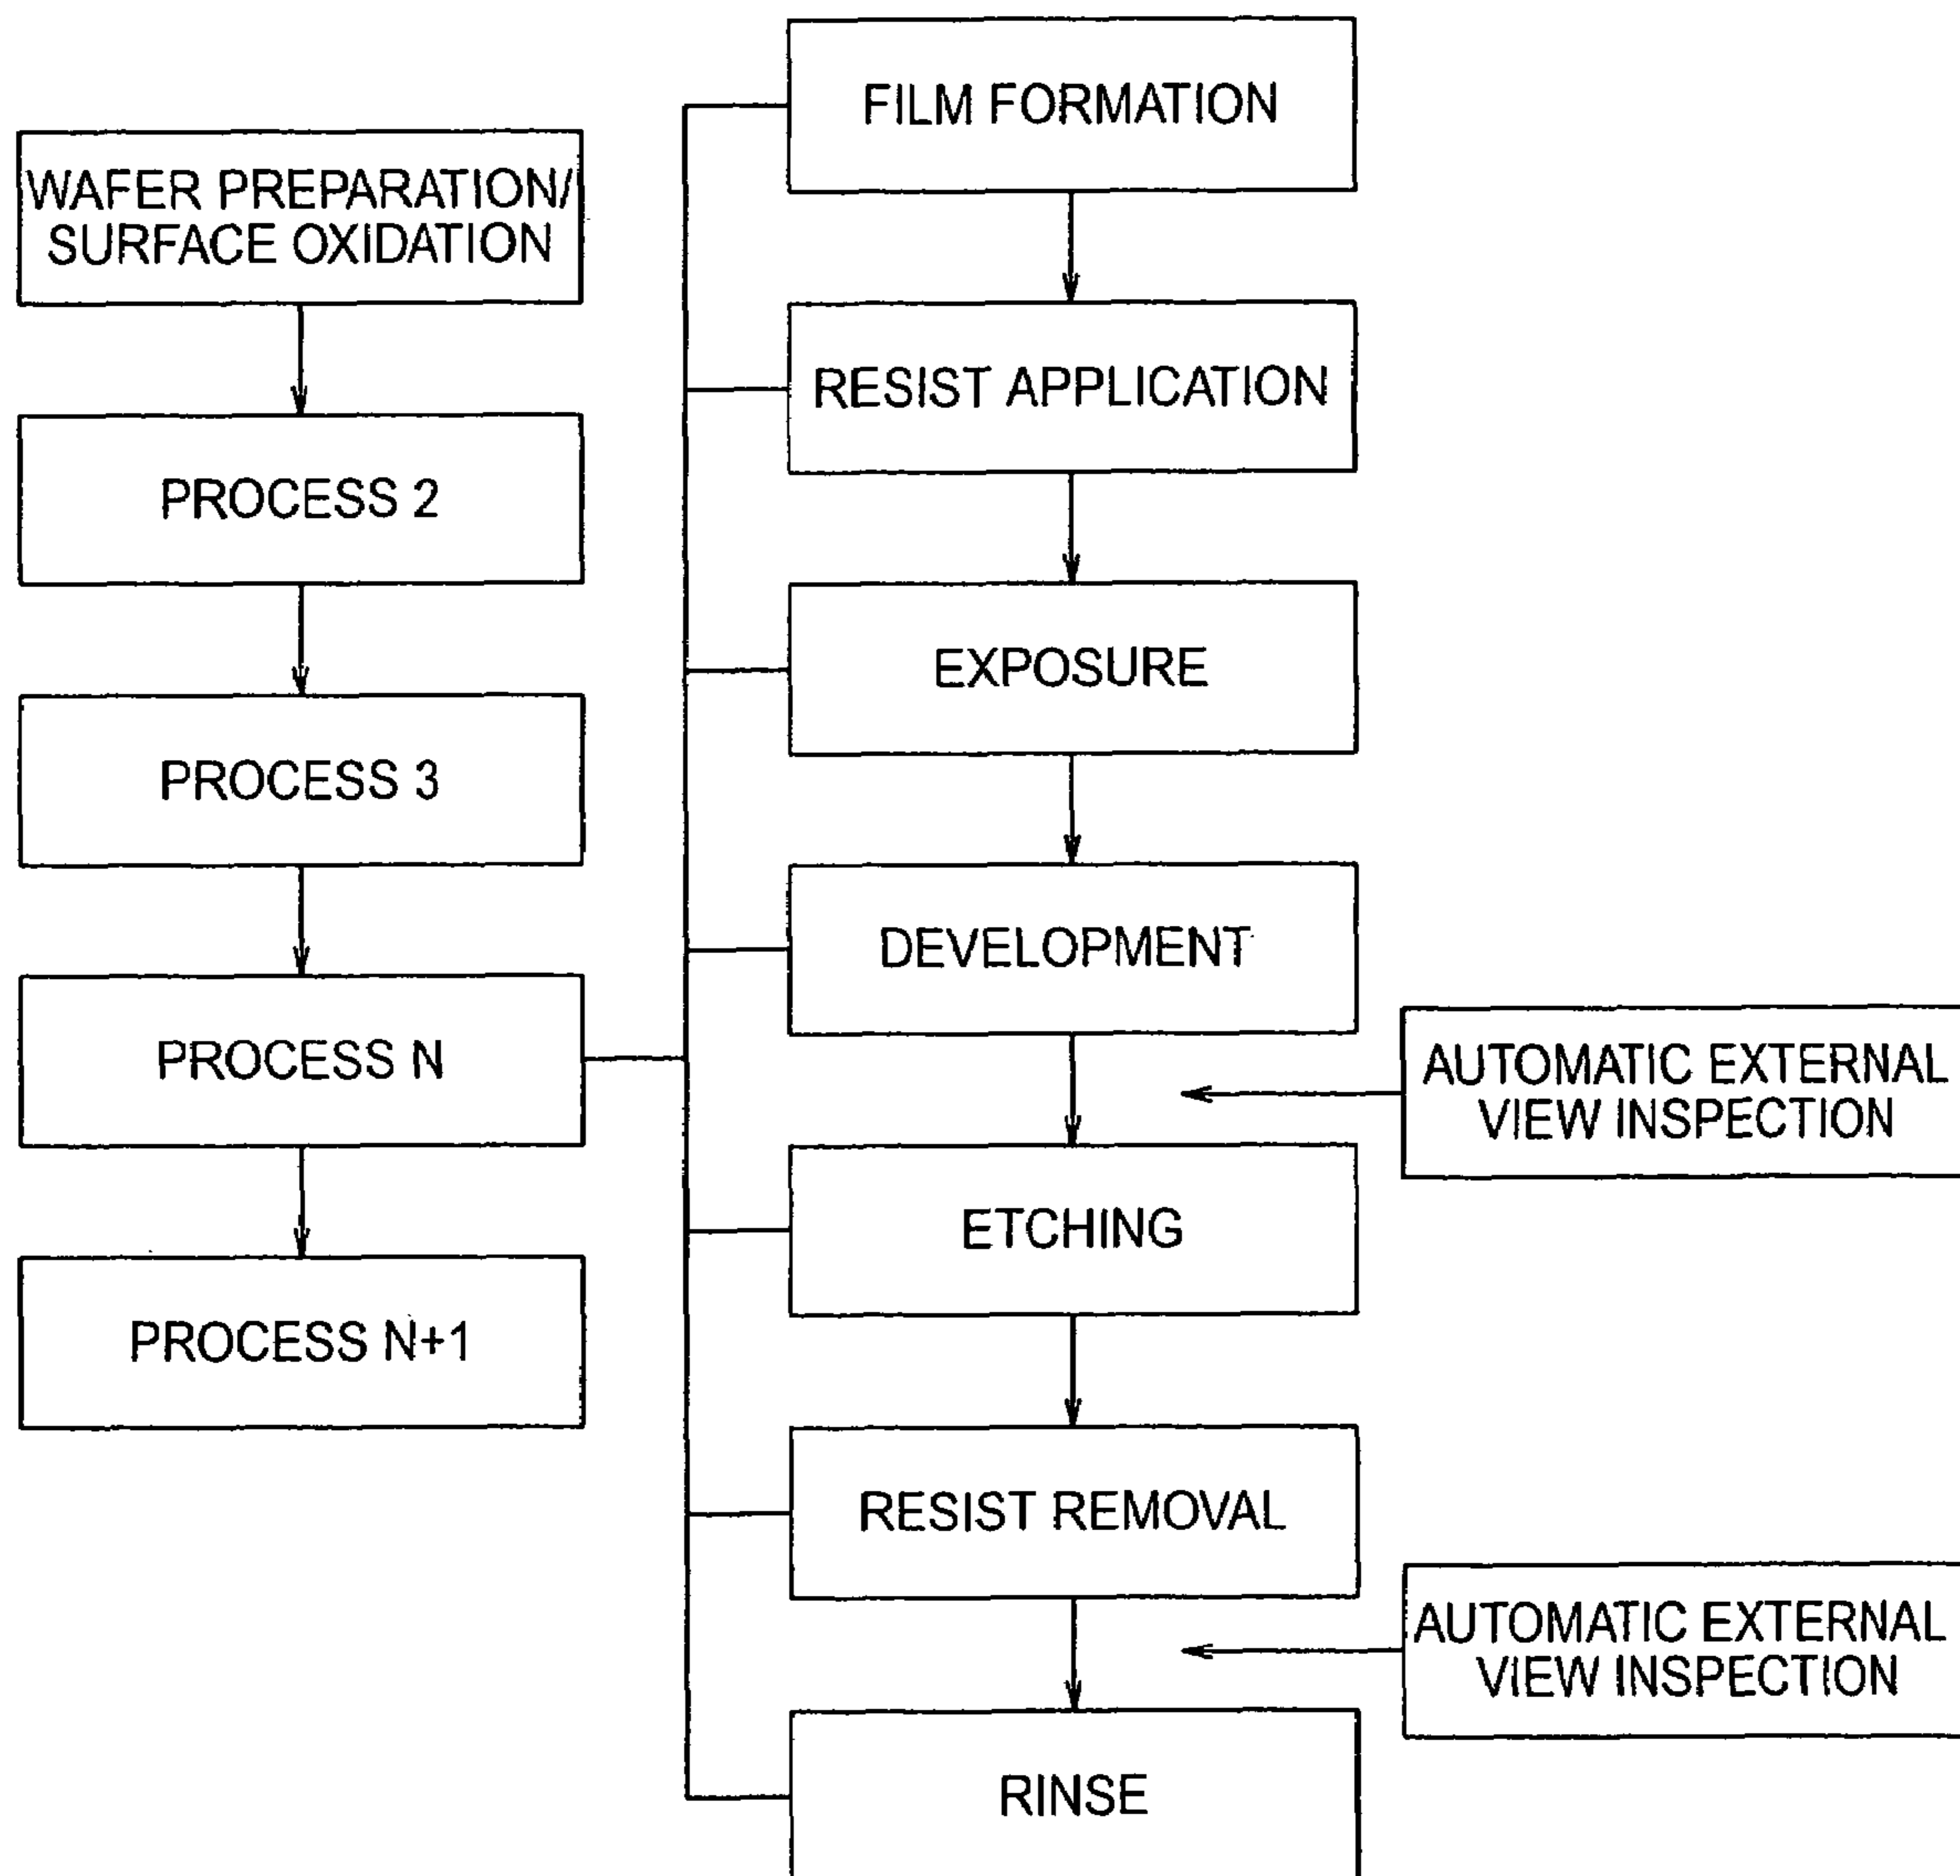 WAFER PREPARATION/
SURFACE OXIDATION
PROCESS 2
PROCESS 3
PROCESS N
PROCESS N+1
FILM FORMATION
RESIST APPLICATION
EXPOSURE
DEVELOPMENT
ETCHING
RESIST REMOVAL
RINSE
AUTOMATIC EXTERNAL
VIEW INSPECTION
AUTOMATIC EXTERNAL
VIEW INSPECTION